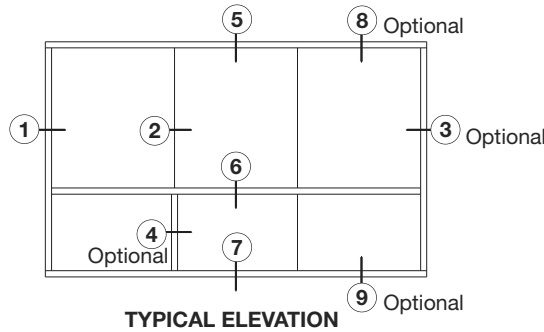 5
8 Optional
1
2
3 Optional
6
4
Optional
7
9 Optional
TYPICAL ELEVATION